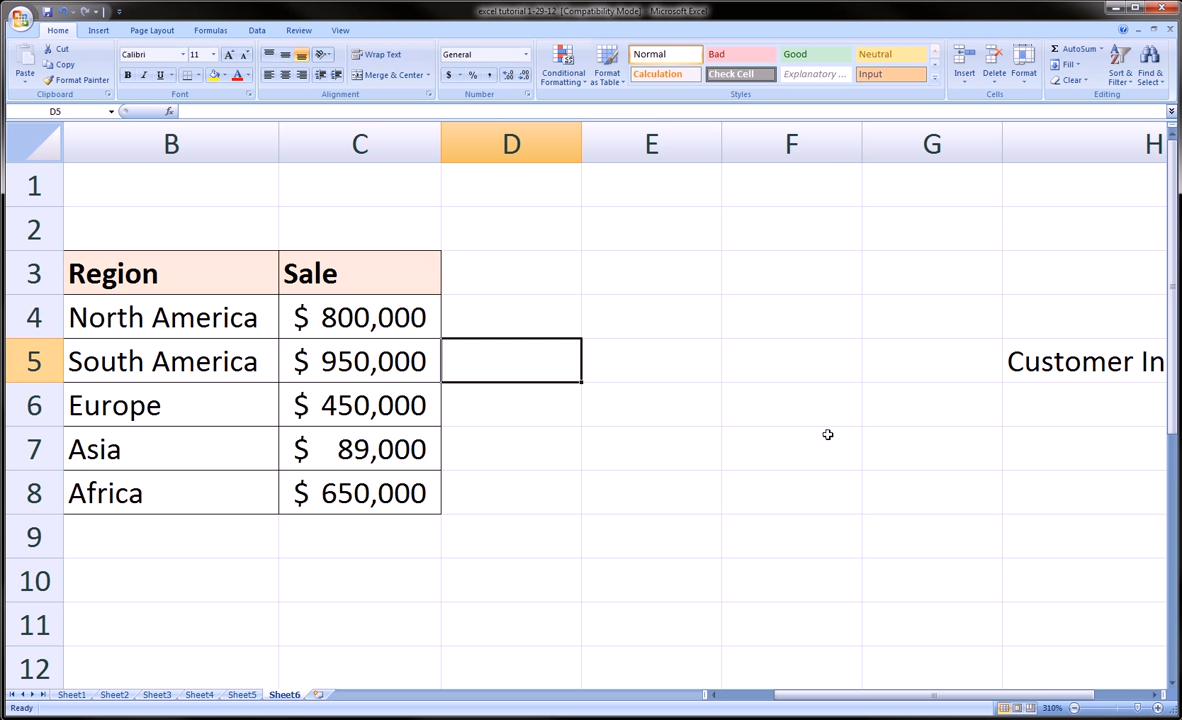 excel tutorial 1-29-12 [Compatibility Mode] - Microsoft Excel
Home Insert Page Layout Formulas Data Review View
Paste Cut Copy Format Painter Clipboard
Calibri 11 B I U A A A Font
Wrap Text Merge & Center Alignment
General $ % , Number
Conditional Formatting Format as Table
Normal Bad Good Neutral
Calculation Check Cell Explanatory ... Input
Styles
Insert Delete Format Cells
Σ AutoSum Fill Clear Sort & Filter Find & Select Editing
D5 fx
B C D E F G H
1
2
3 Region Sale
4 North America $ 800,000
5 South America $ 950,000 Customer In
6 Europe $ 450,000
7 Asia $ 89,000
8 Africa $ 650,000
9
10
11
12
Sheet1 Sheet2 Sheet3 Sheet4 Sheet5 Sheet6
Ready 310%